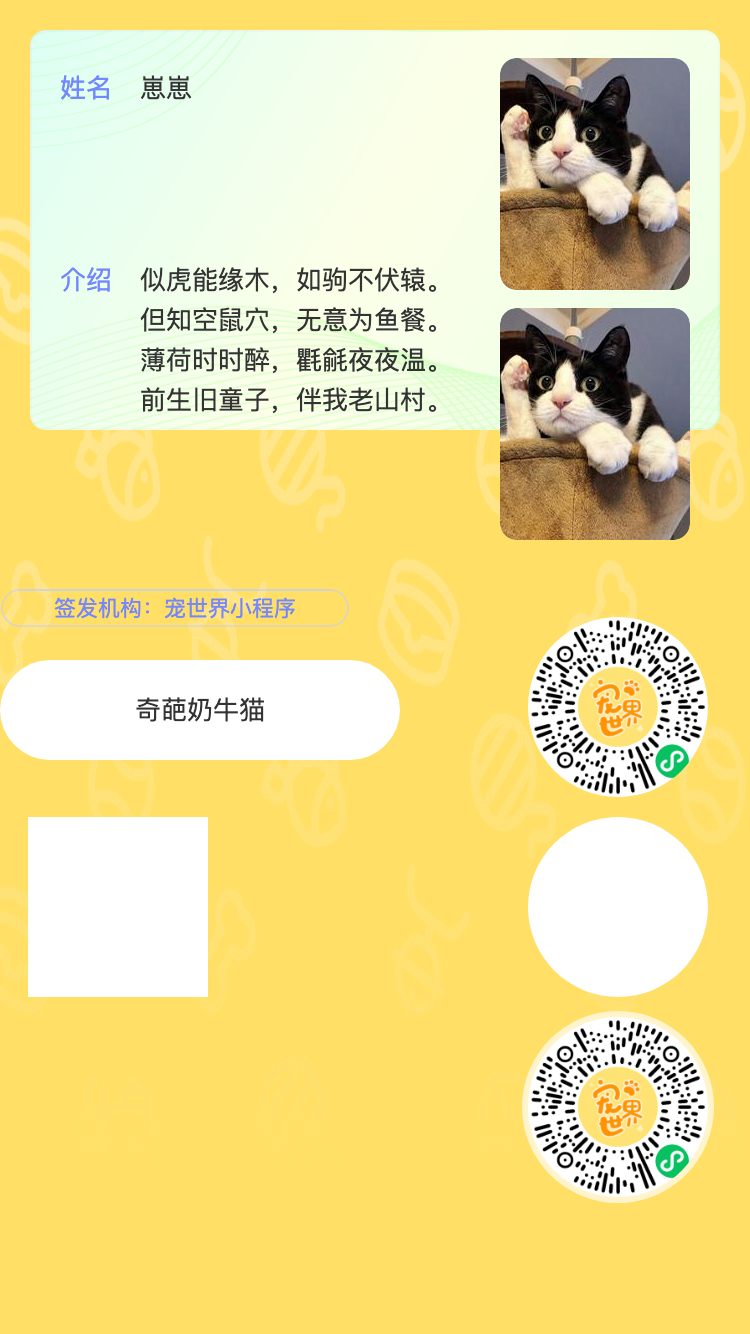 姓名 崽崽
介绍 似虎能缘木，如驹不伏辕。
但知空鼠穴，无意为鱼餐。
薄荷时时醉，氍毹夜夜温。
前生旧童子，伴我老山村。
签发机构：宠世界小程序
奇葩奶牛猫
宠世界
宠世界